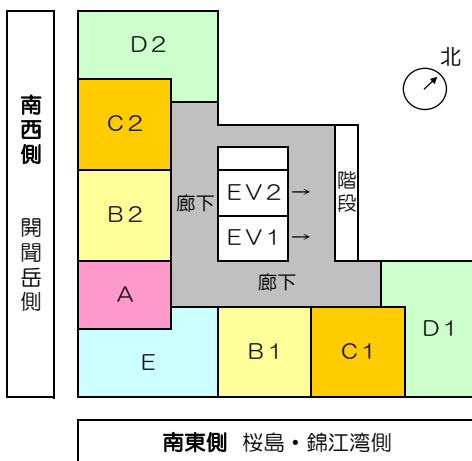 D2
北
C2
南西側 開聞岳側
廊下
EV2→
階段
B2
EV1→
A
廊下
D1
E
B1
C1
南東側 桜島・錦江湾側